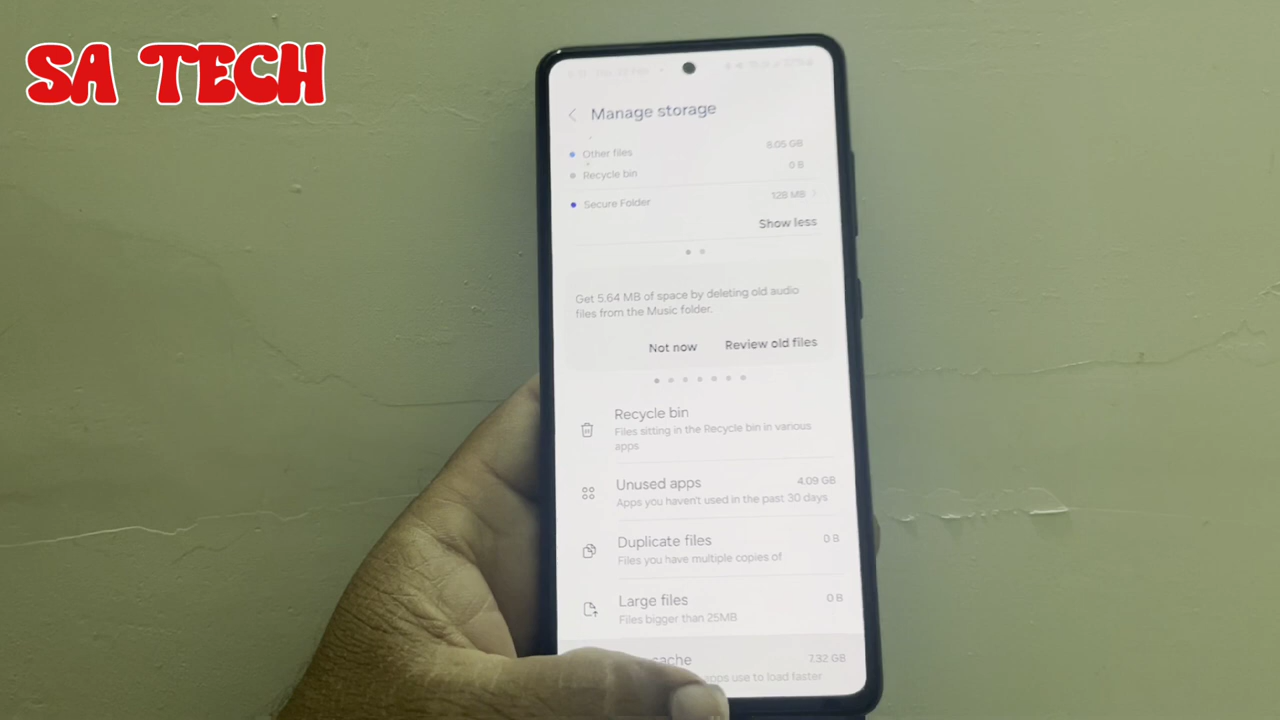 SA TECH
Manage storage
Other files 8.05 GB
Recycle bin 0 B
Secure Folder 128 MB
Show less
Get 5.64 MB of space by deleting old audio
files from the Music folder.
Not now Review old files
Recycle bin
Files sitting in the Recycle bin in various
apps
Unused apps 4.09 GB
Apps you haven't used in the past 30 days
Duplicate files 0 B
Files you have multiple copies of
Large files 0 B
Files bigger than 25MB
cache 7.32 GB
apps use to load faster